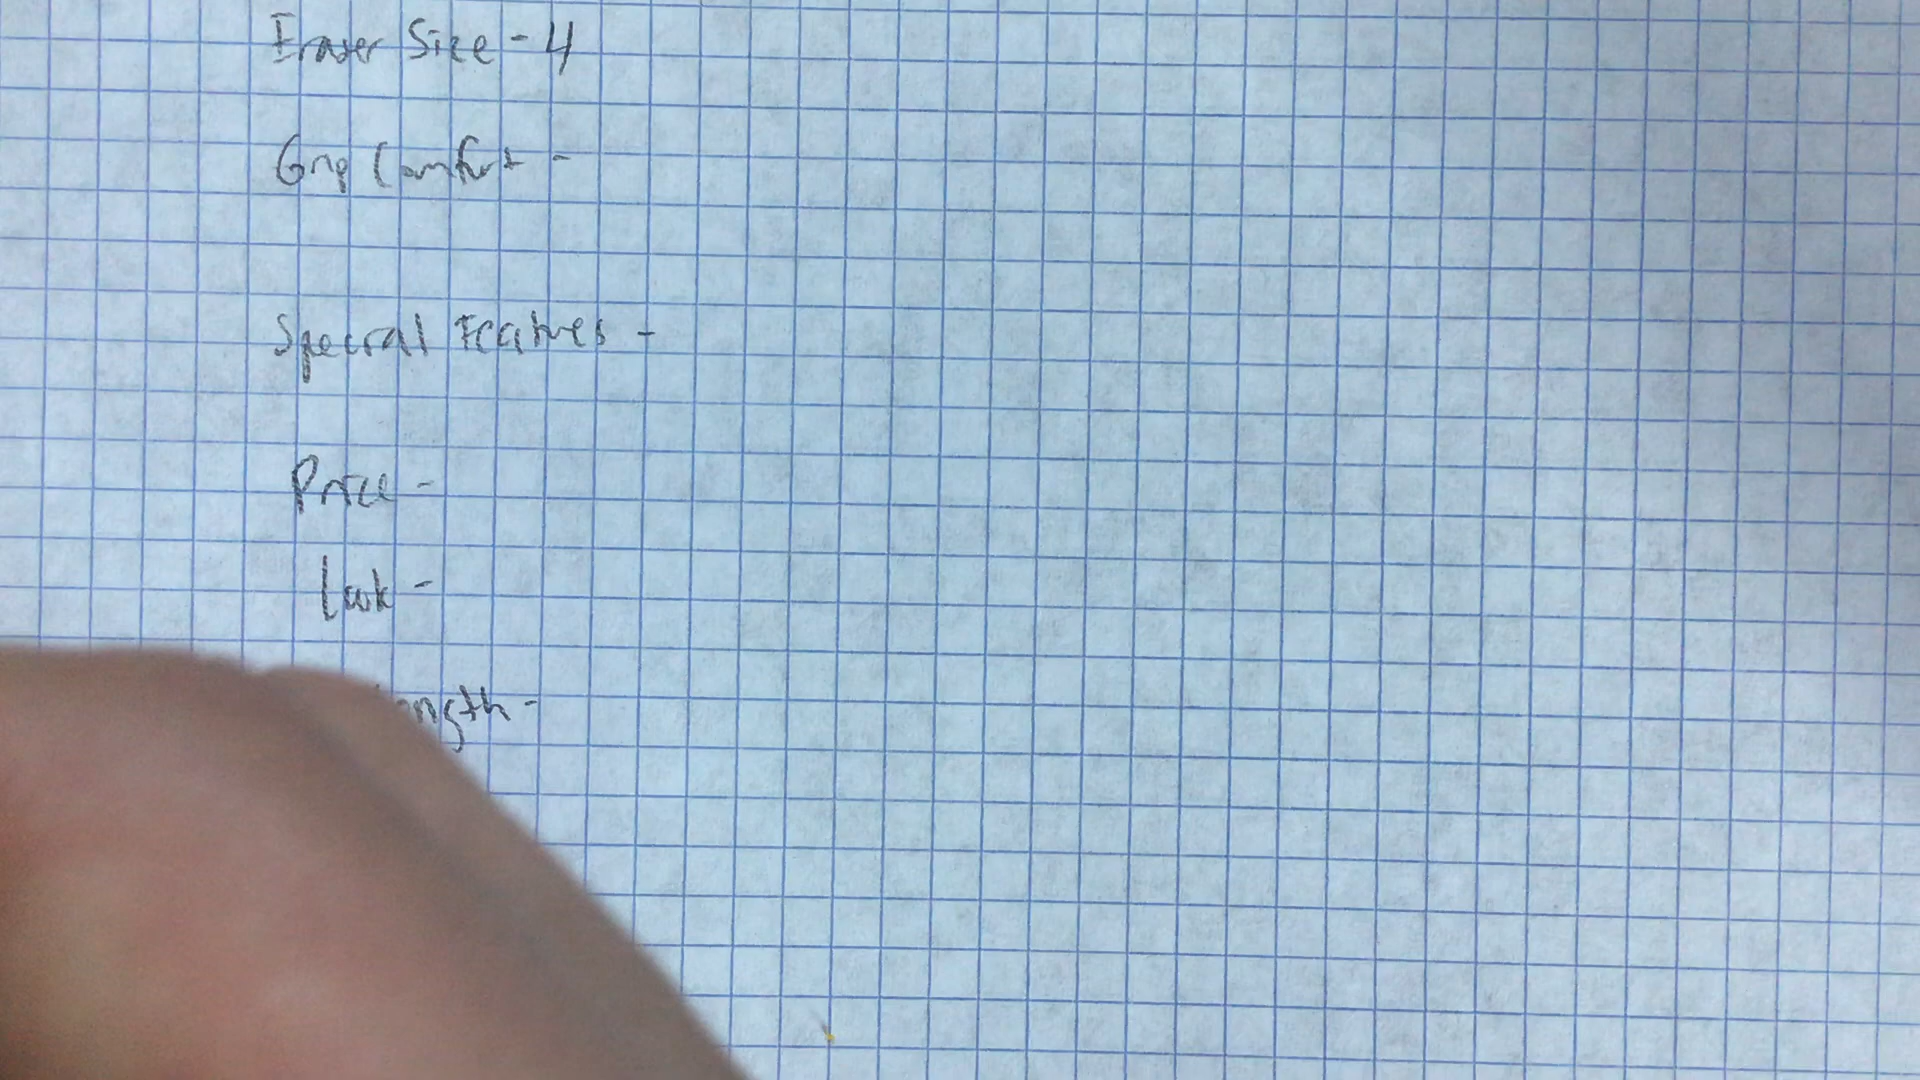 Eraser Size - 4
Grip Comfort -
Special Features -
Price -
Look -
ngth -